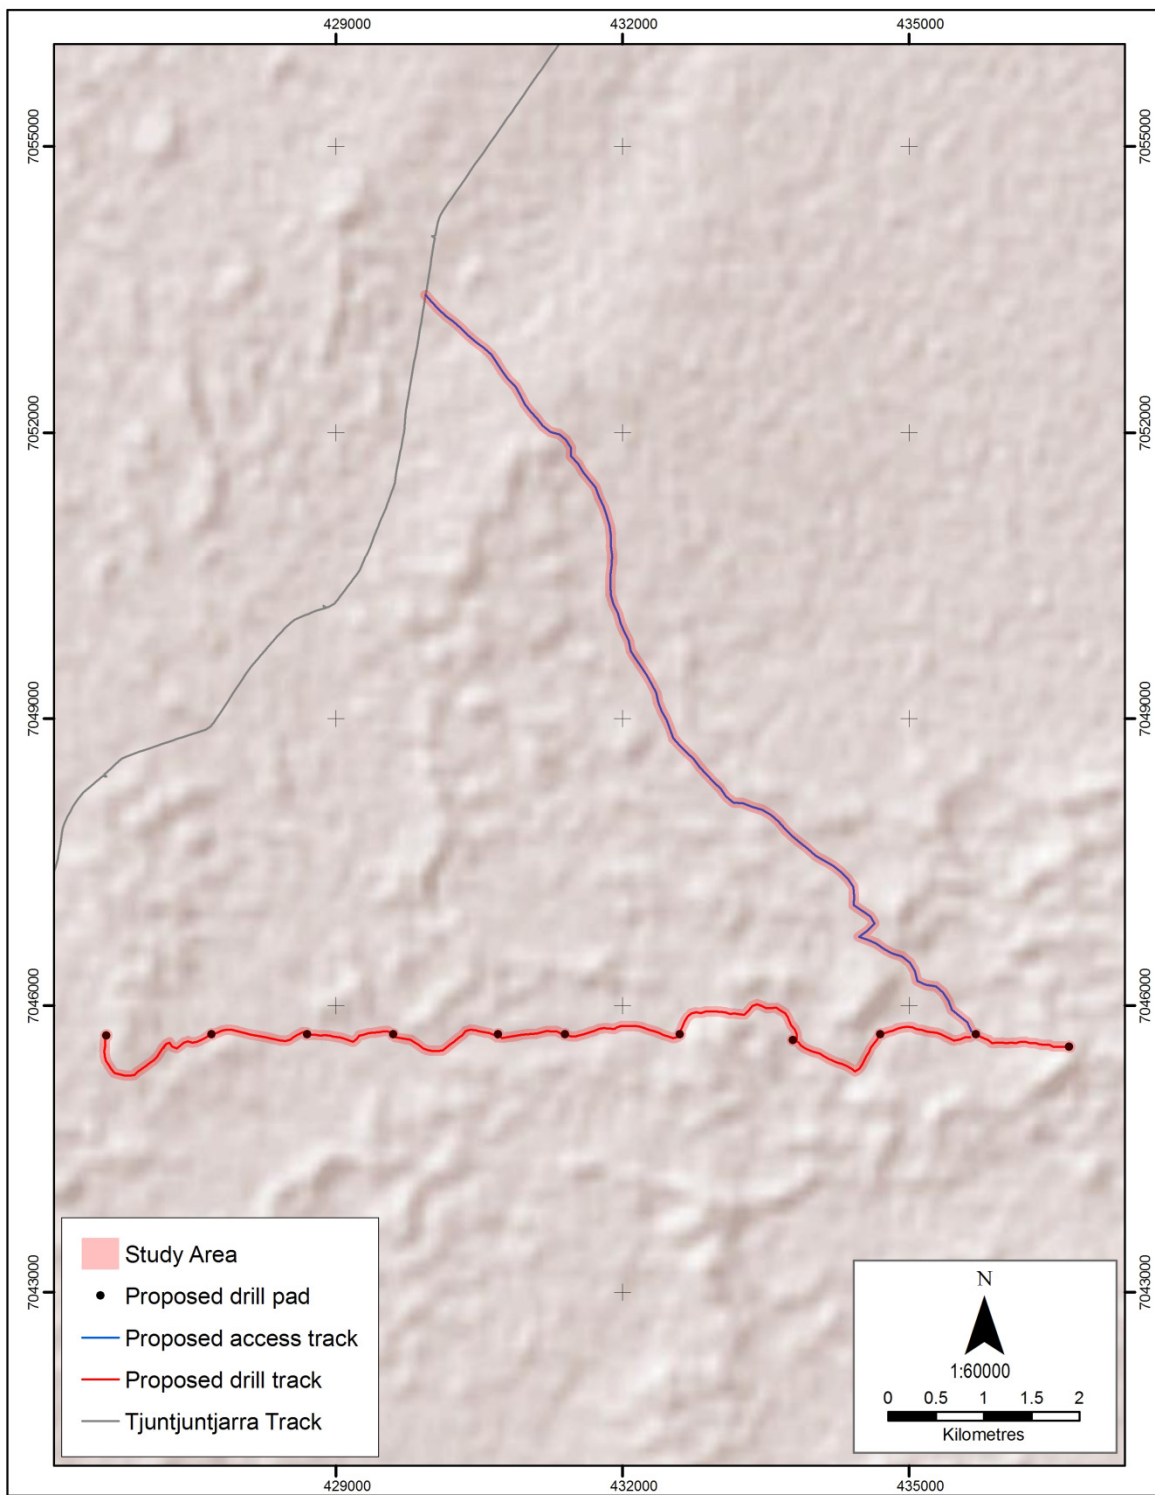 429000 432000 435000
7055000 7055000
7052000 7052000
7049000 7049000
7046000 7046000
7043000 7043000
Study Area
Proposed drill pad
Proposed access track
Proposed drill track
Tjuntjuntjarra Track
N
1:60000
0 0.5 1 1.5 2
Kilometres
429000 432000 435000